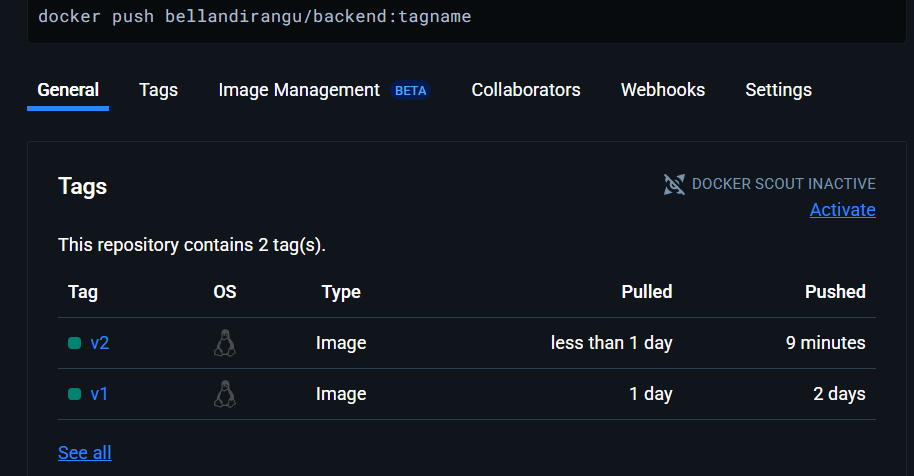 docker push bellandirangu/backend:tagname
General Tags Image Management BETA Collaborators Webhooks Settings
Tags
DOCKER SCOUT INACTIVE
Activate
This repository contains 2 tag(s).
Tag OS Type Pulled Pushed
v2 Image less than 1 day 9 minutes
v1 Image 1 day 2 days
See all